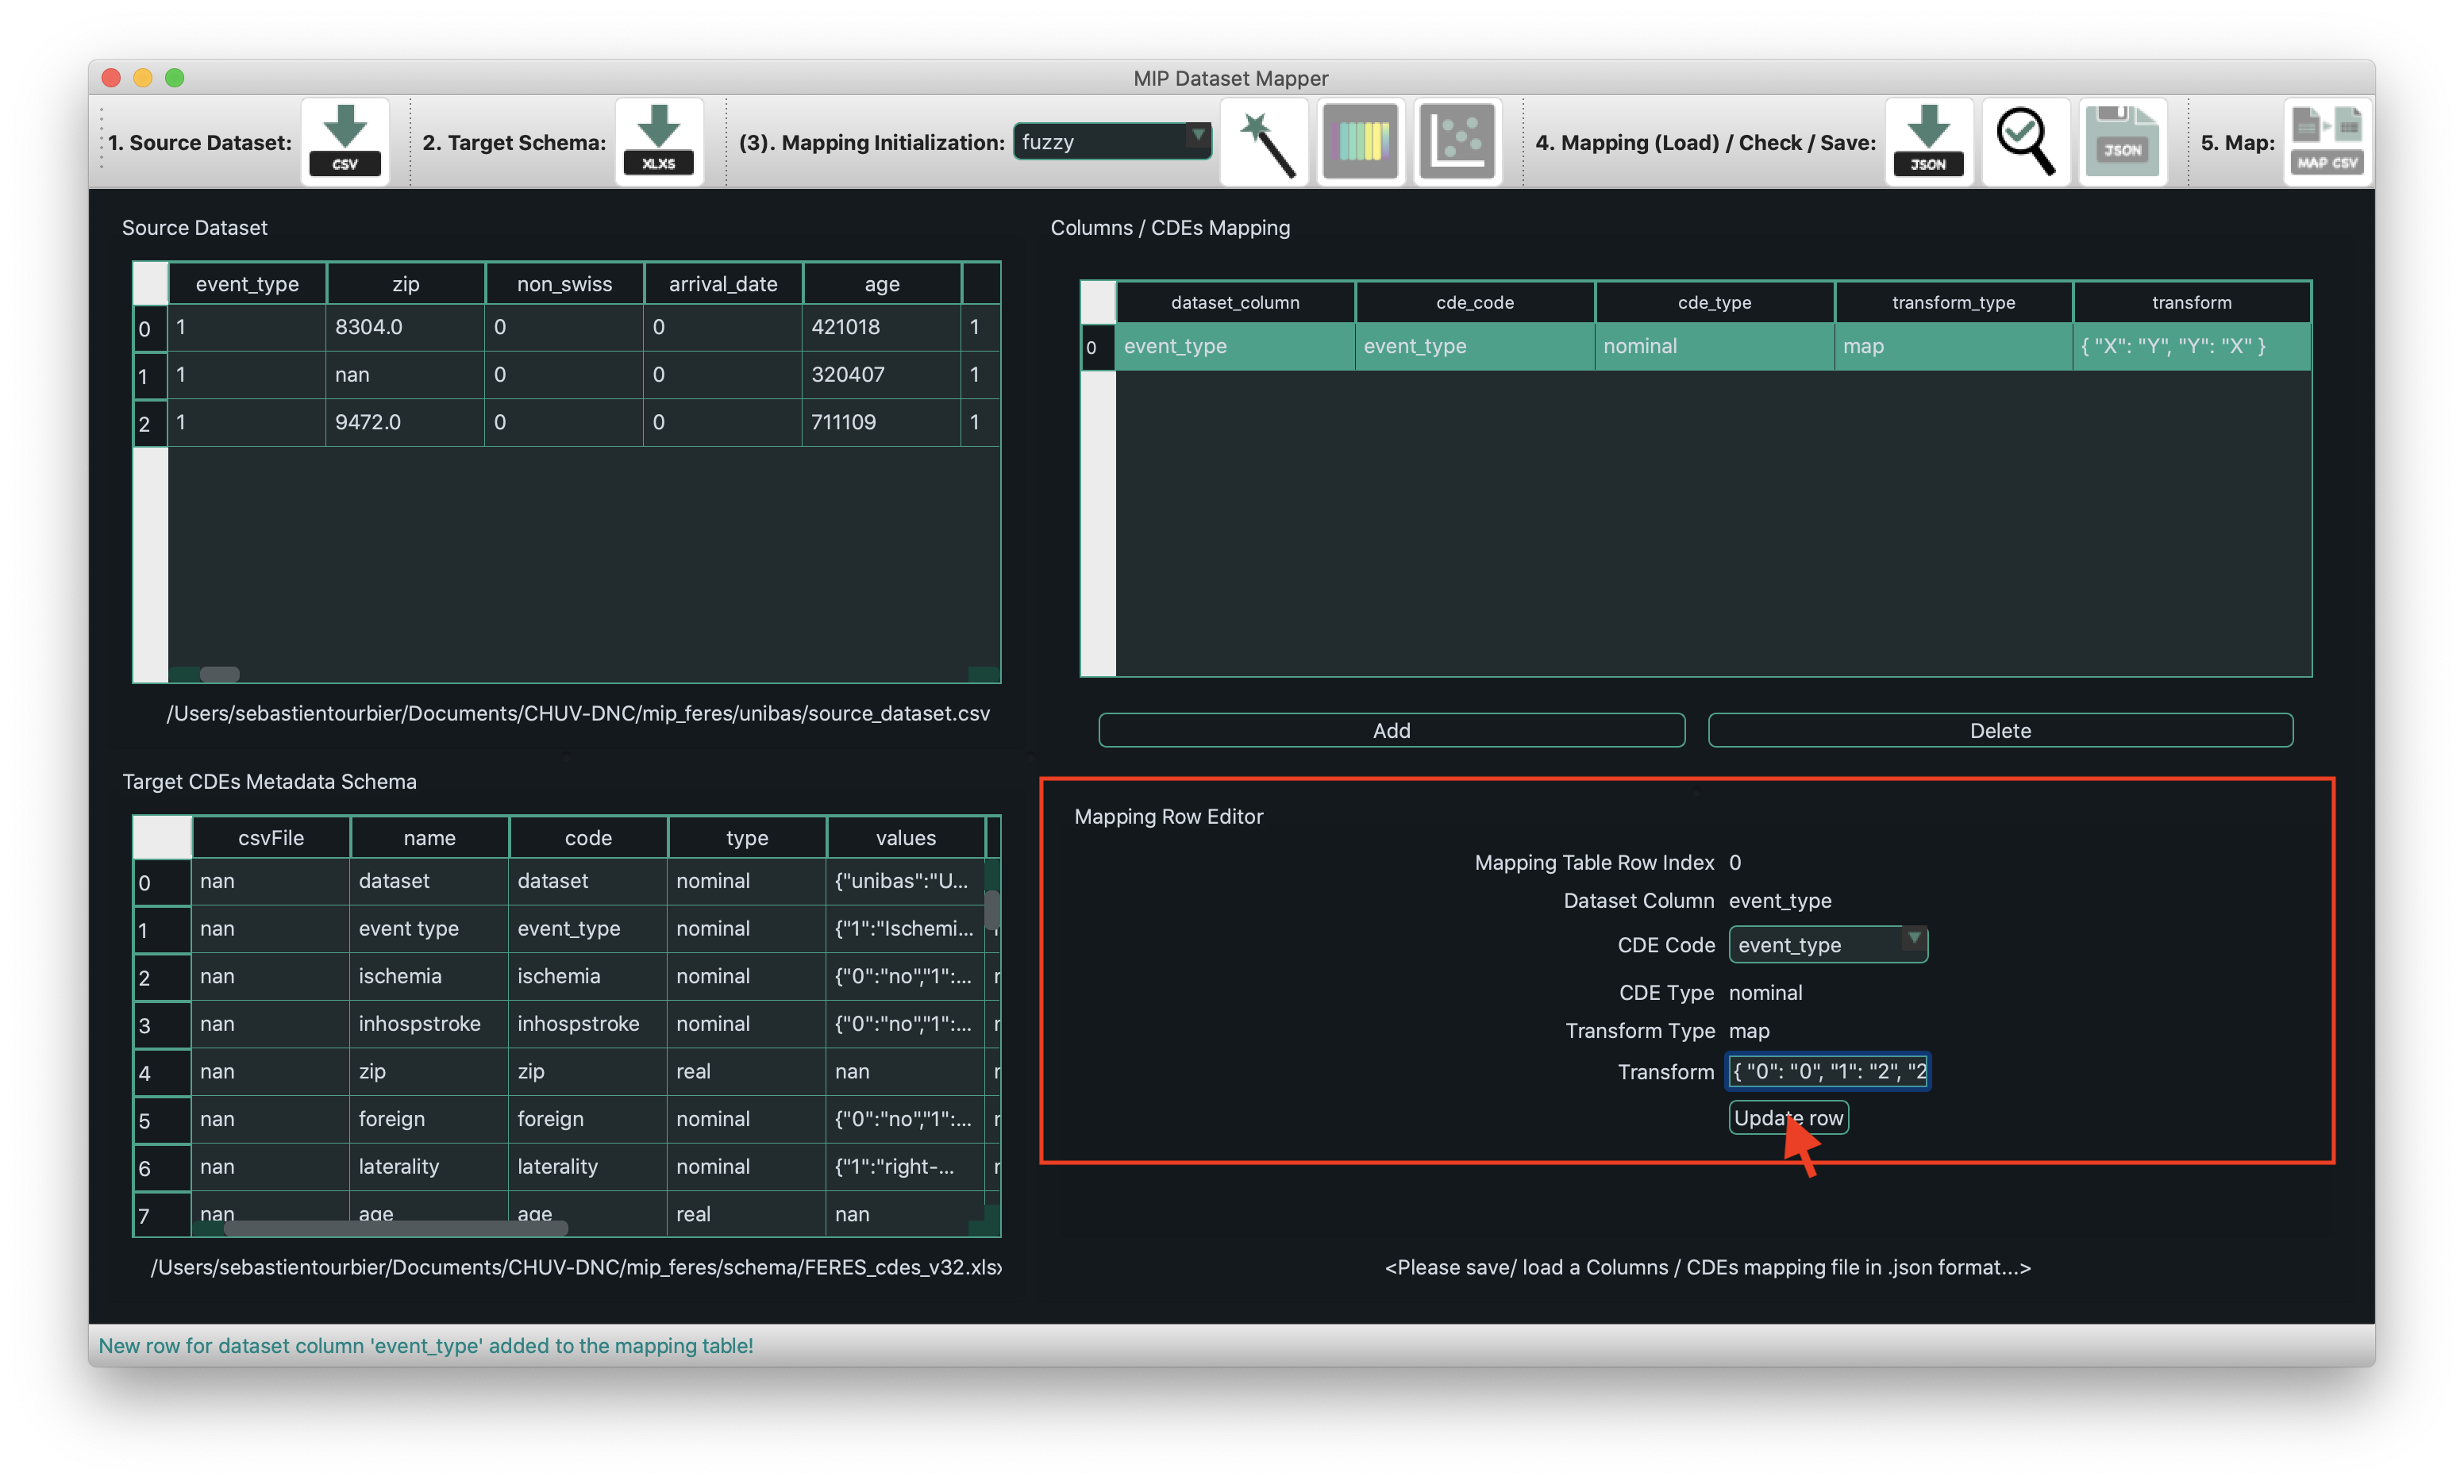 MIP Dataset Mapper
1. Source Dataset: CSV 2. Target Schema: XLXS (3). Mapping Initialization: fuzzy 4. Mapping (Load) / Check / Save: JSON JSON 5. Map: MAP CSV
Source Dataset
event_type zip non_swiss arrival_date age
0 1 8304.0 0 0 421018 1
1 1 nan 0 0 320407 1
2 1 9472.0 0 0 711109 1
/Users/sebastientourbier/Documents/CHUV-DNC/mip_feres/unibas/source_dataset.csv
Columns / CDEs Mapping
dataset_column cde_code cde_type transform_type transform
0 event_type event_type nominal map { "X": "Y", "Y": "X" }
Add Delete
Target CDEs Metadata Schema
csvFile name code type values
0 nan dataset dataset nominal {"unibas":"U...
1 nan event type event_type nominal {"1":"Ischemi...
2 nan ischemia ischemia nominal {"0":"no","1":...
3 nan inhospstroke inhospstroke nominal {"0":"no","1":...
4 nan zip zip real nan
5 nan foreign foreign nominal {"0":"no","1":...
6 nan laterality laterality nominal {"1":"right-...
7 nan age age real nan
/Users/sebastientourbier/Documents/CHUV-DNC/mip_feres/schema/FERES_cdes_v32.xlsx
Mapping Row Editor
Mapping Table Row Index 0
Dataset Column event_type
CDE Code event_type
CDE Type nominal
Transform Type map
Transform { "0": "0", "1": "2", "2
Update row
<Please save/ load a Columns / CDEs mapping file in .json format...>
New row for dataset column 'event_type' added to the mapping table!